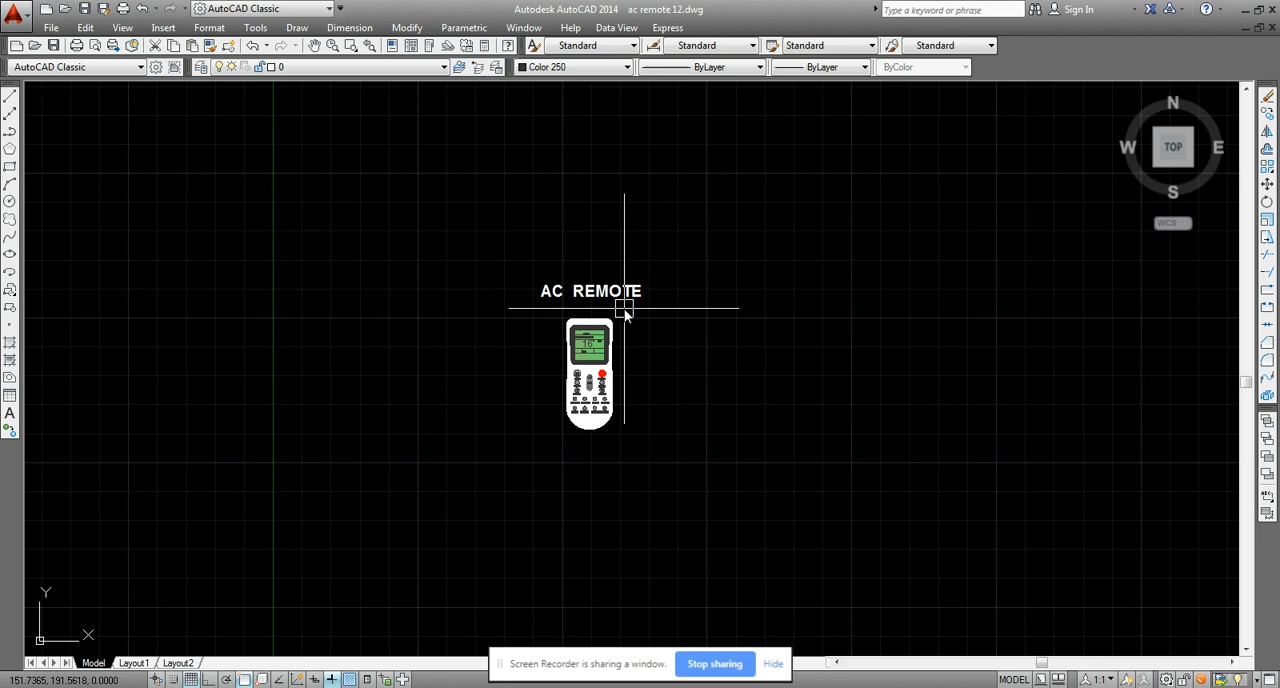 AutoCAD Classic
Autodesk AutoCAD 2014 ac remote 12.dwg
Type a keyword or phrase
Sign In
File Edit View Insert Format Tools Draw Dimension Modify Parametric Window Help Data View Express
Standard Standard Standard Standard
AutoCAD Classic 0 Color 250 ByLayer ByLayer ByColor
N
W TOP E
S
WCS
AC REMOTE
16
Y
X
Model Layout1 Layout2
Screen Recorder is sharing a window. Stop sharing Hide
151.7365, 191.5618, 0.0000 MODEL 1:1